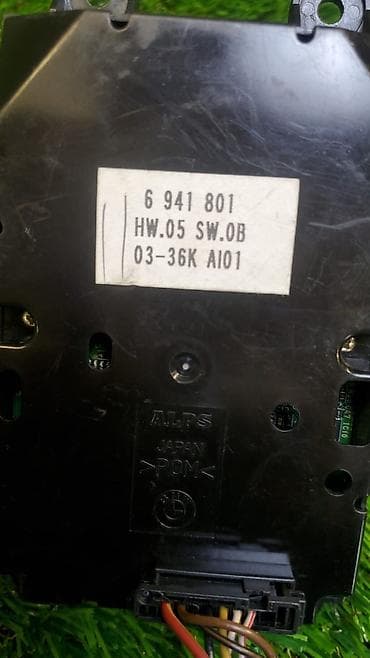 6 941 801
HW.05 SW.0B
03-36K AI01
ALPS
JAPAN
>POM<